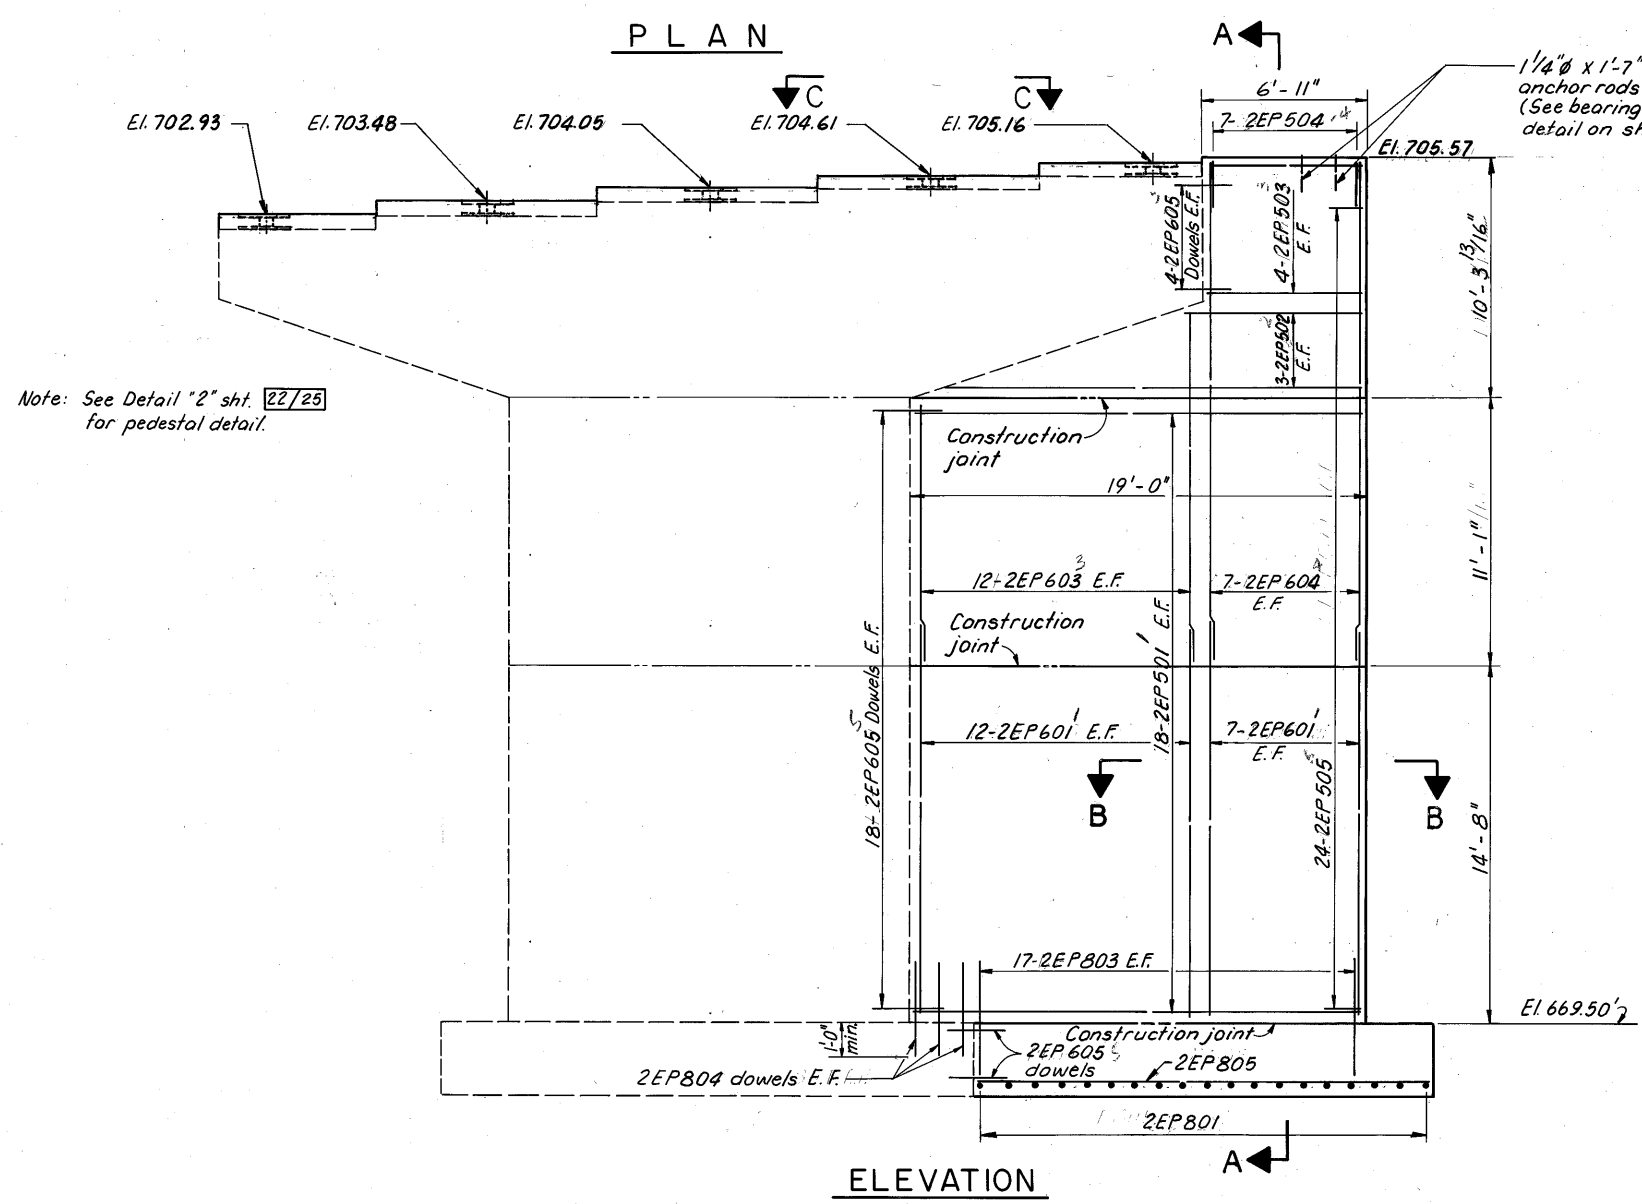 PLAN
A
1 1/4"φ x 1'-7"
anchor rods
(See bearing
detail on sh
6'-11"
7-2EP504
C
C
El. 702.93
El. 703.48
El. 704.05
El. 704.61
El. 705.16
El. 705.57
4-2EP605
Dowels E.F.
4-2EP503
E.F.
3-2EP502
E.F.
10'-3 13/16"
Note: See Detail "2" sht. 22/25
for pedestal detail.
Construction
joint
19'-0"
11'-1"
12-2EP603 E.F.
7-2EP604
E.F.
Construction
joint
18-2EP605 Dowels E.F.
18-2EP501 E.F.
12-2EP601 E.F.
7-2EP601
E.F.
24-2EP505
B
B
14'-8"
17-2EP803 E.F.
El. 669.50
1'-0"
min.
Construction joint
2EP605
dowels
2EP805
2EP804 dowels E.F.
2EP801
A
ELEVATION